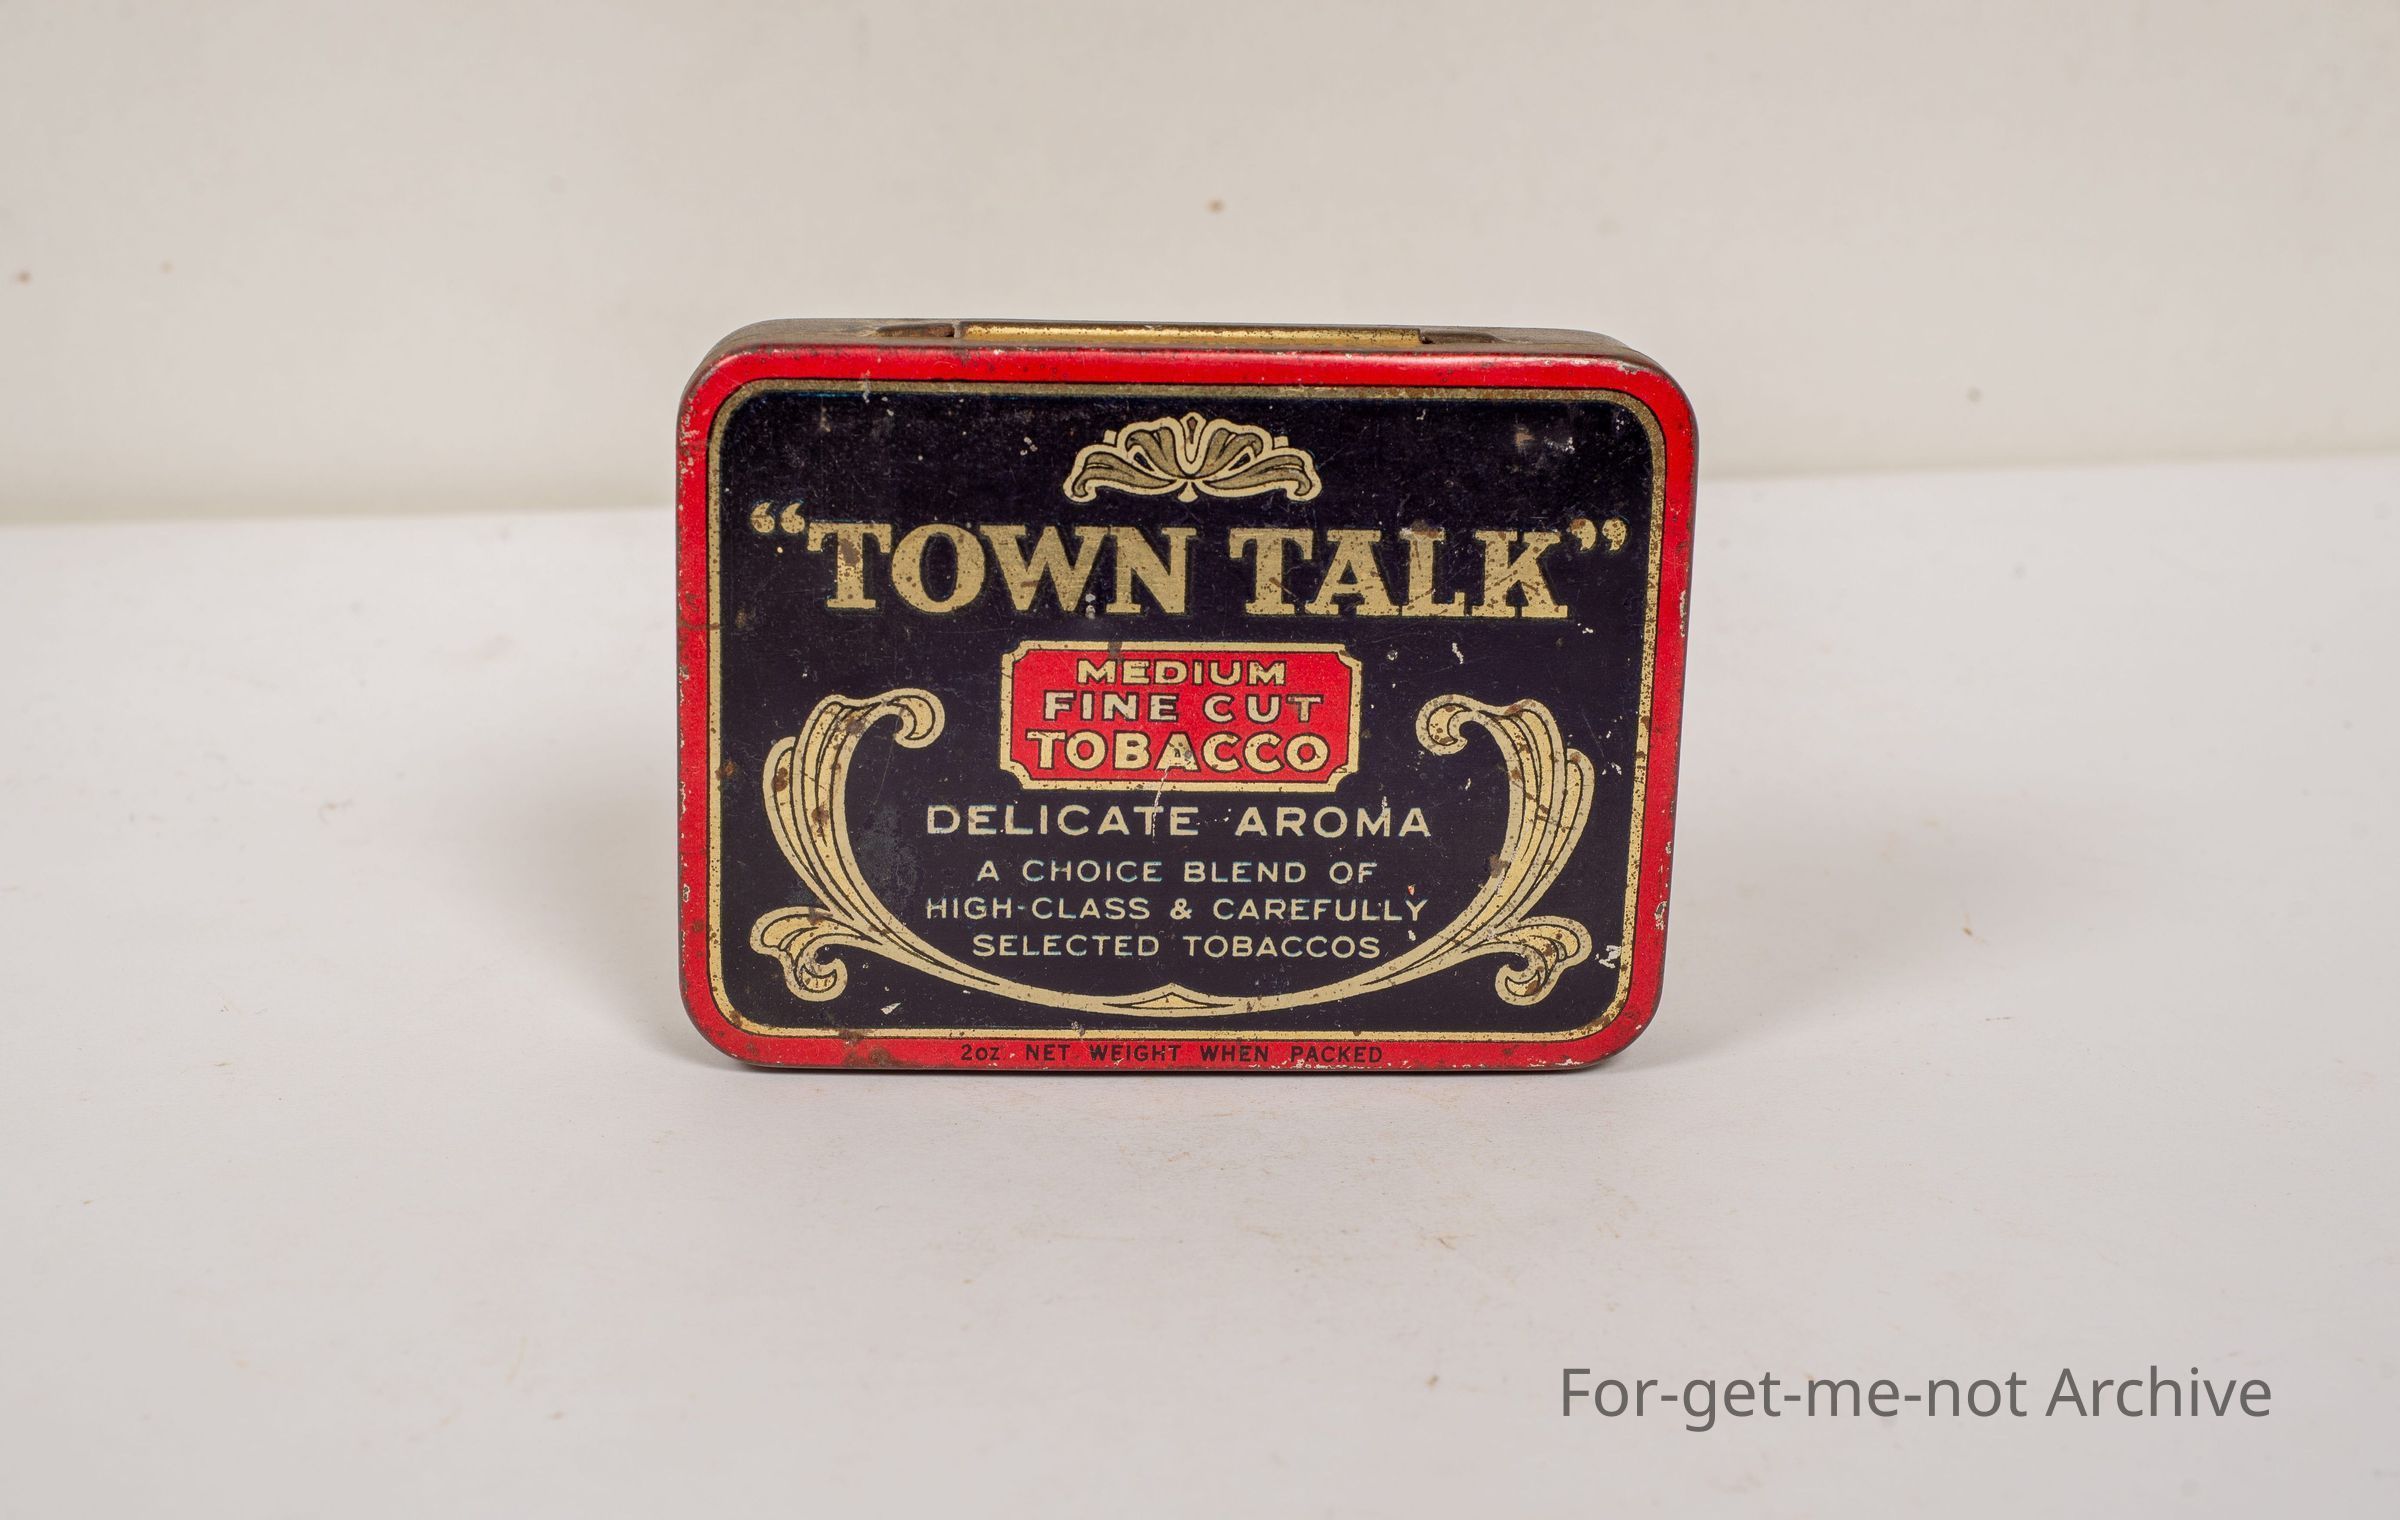 “TOWN TALK”
MEDIUM
FINE CUT
TOBACCO
DELICATE AROMA
A CHOICE BLEND OF
HIGH-CLASS & CAREFULLY
SELECTED TOBACCOS
2oz. NET WEIGHT WHEN PACKED
For-get-me-not Archive